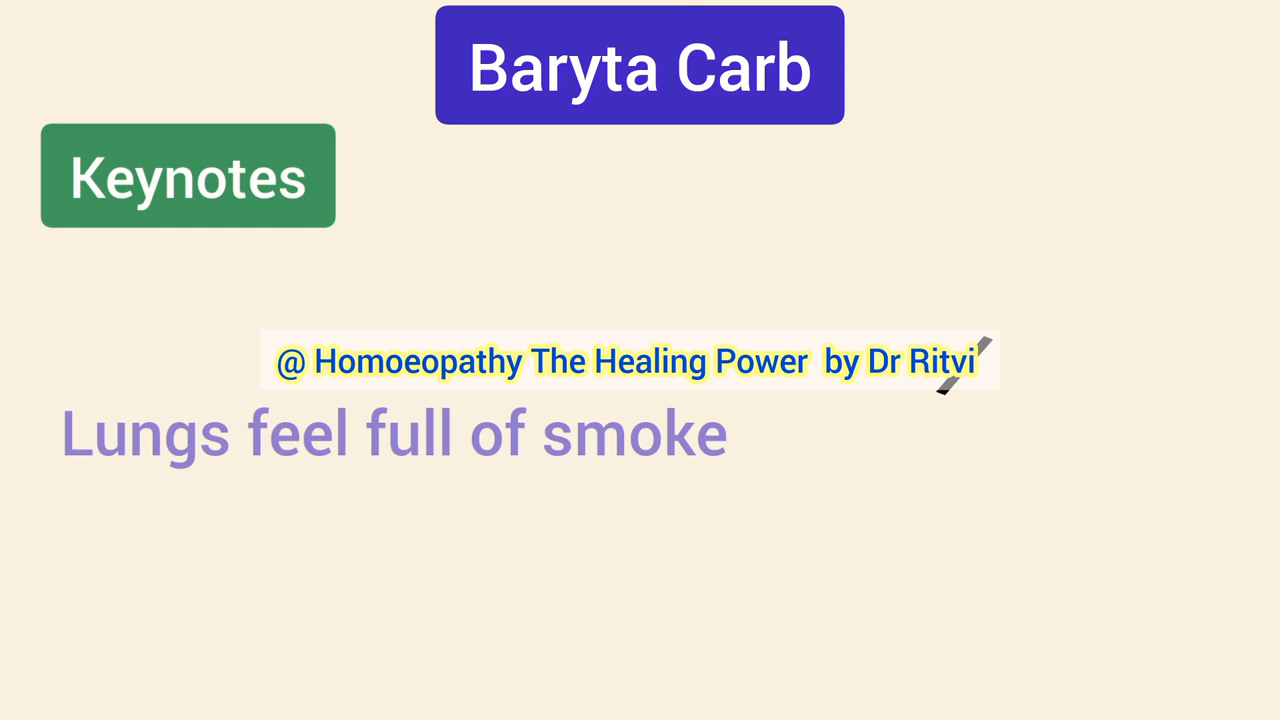 Baryta Carb
Keynotes
@ Homoeopathy The Healing Power by Dr Ritvi
Lungs feel full of smoke